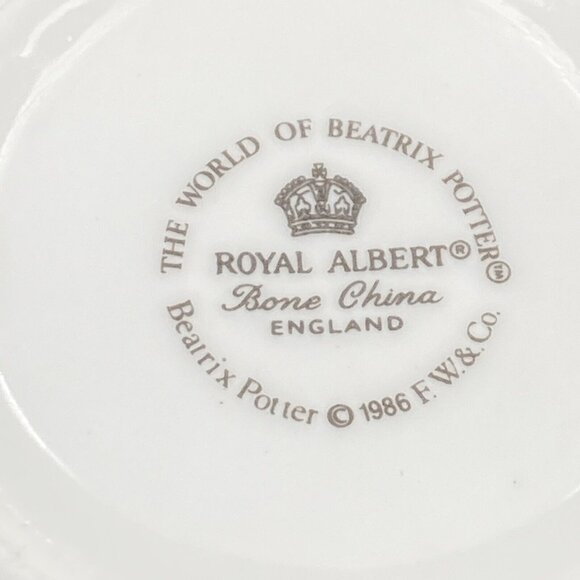 THE WORLD OF BEATRIX POTTER™
ROYAL ALBERT®
Bone China
ENGLAND
Beatrix Potter © 1986 F.W. & Co.